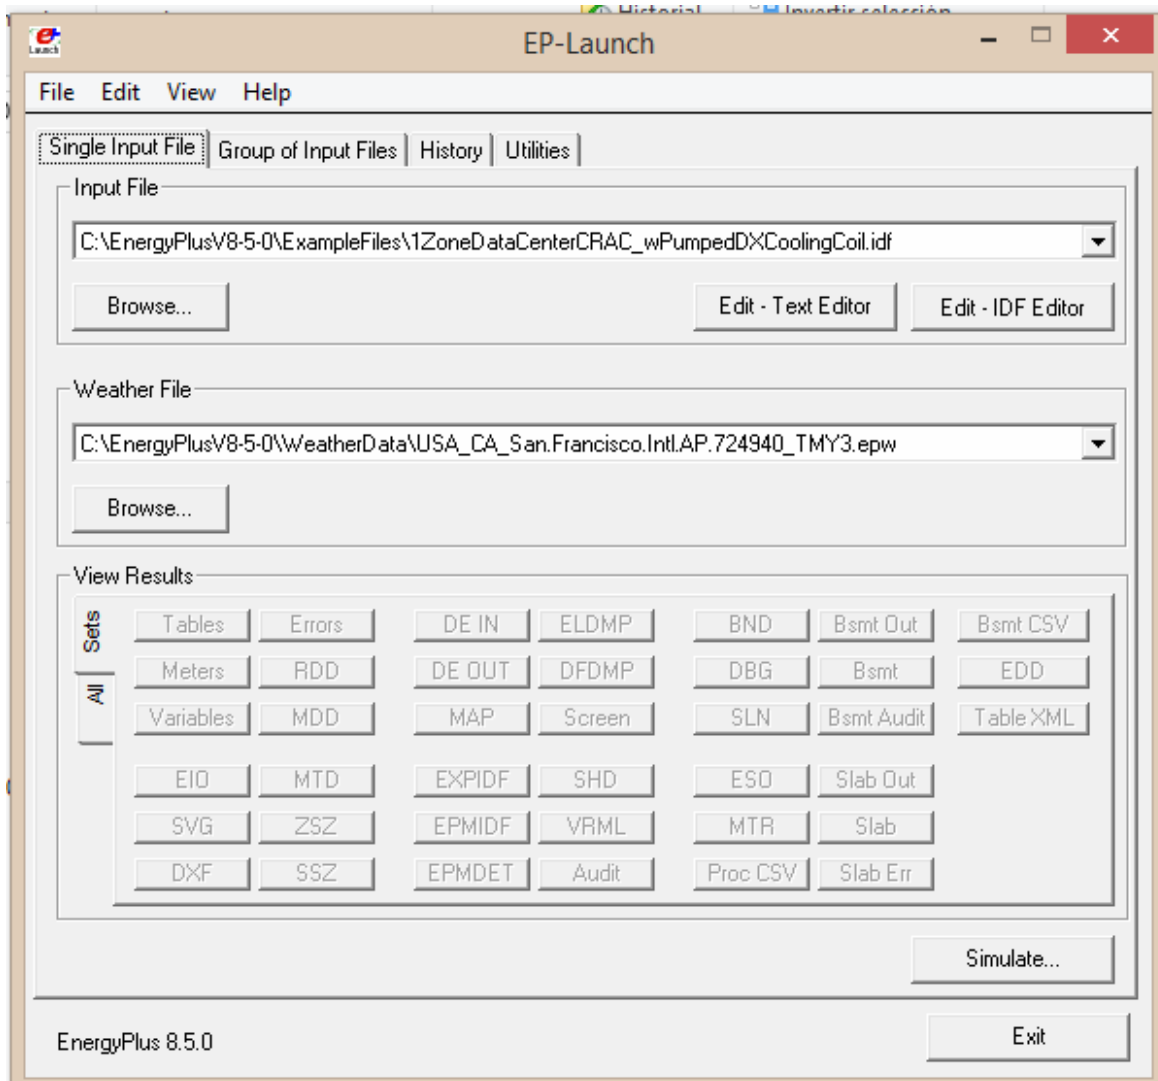 Historial Invertir selección
e+
Launch
EP-Launch
File Edit View Help
Single Input File Group of Input Files History Utilities
Input File
C:\EnergyPlusV8-5-0\ExampleFiles\1ZoneDataCenterCRAC_wPumpedDXCoolingCoil.idf
Browse... Edit - Text Editor Edit - IDF Editor
Weather File
C:\EnergyPlusV8-5-0\WeatherData\USA_CA_San.Francisco.Intl.AP.724940_TMY3.epw
Browse...
View Results
Sets
All
Tables Errors DE IN ELDMP BND Bsmt Out Bsmt CSV
Meters RDD DE OUT DFDMP DBG Bsmt EDD
Variables MDD MAP Screen SLN Bsmt Audit Table XML
EIO MTD EXPIDF SHD ESO Slab Out
SVG ZSZ EPMIDF VRML MTR Slab
DXF SSZ EPMDET Audit Proc CSV Slab Err
Simulate...
EnergyPlus 8.5.0 Exit